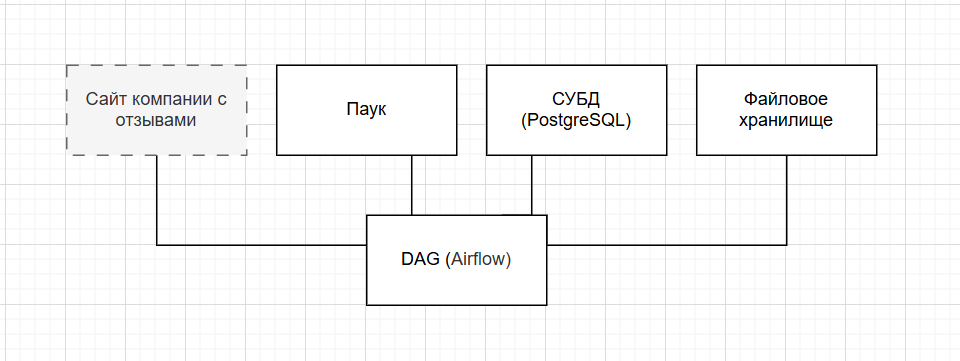 Сайт компании с
отзывами
Паук
СУБД
(PostgreSQL)
Файловое
хранилище
DAG (Airflow)